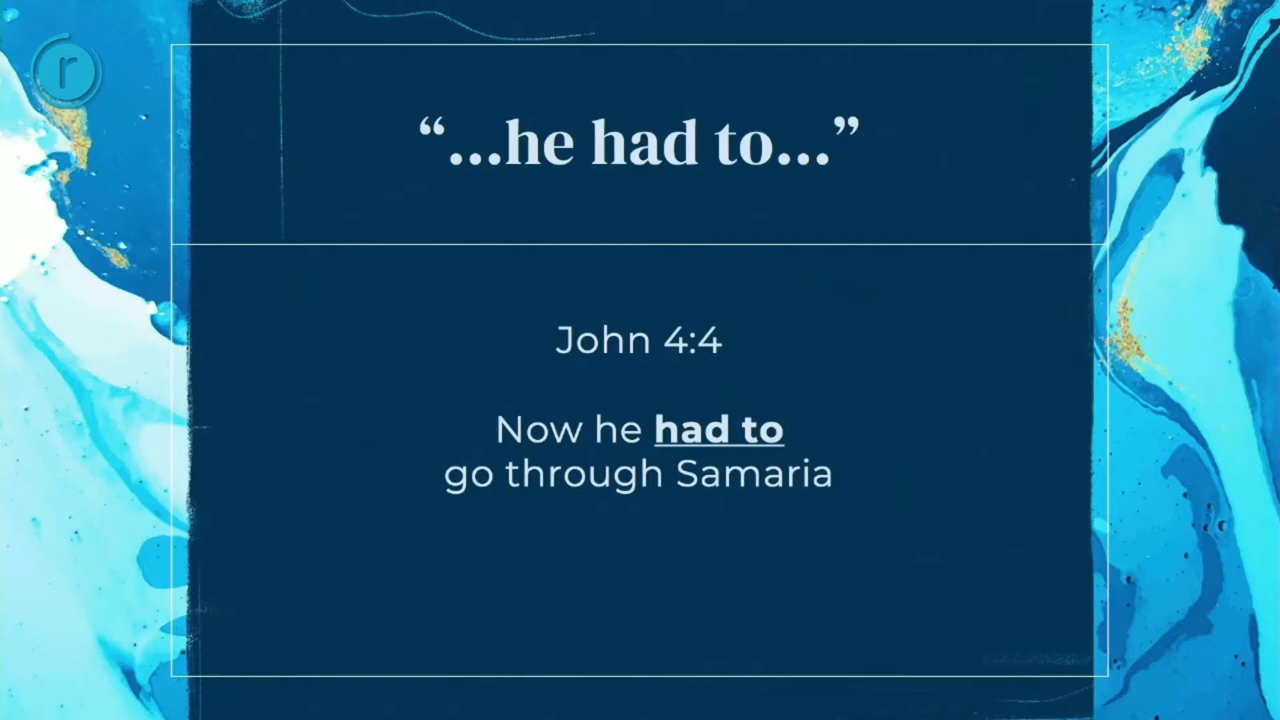 r
“...he had to...”
John 4:4
Now he had to
go through Samaria